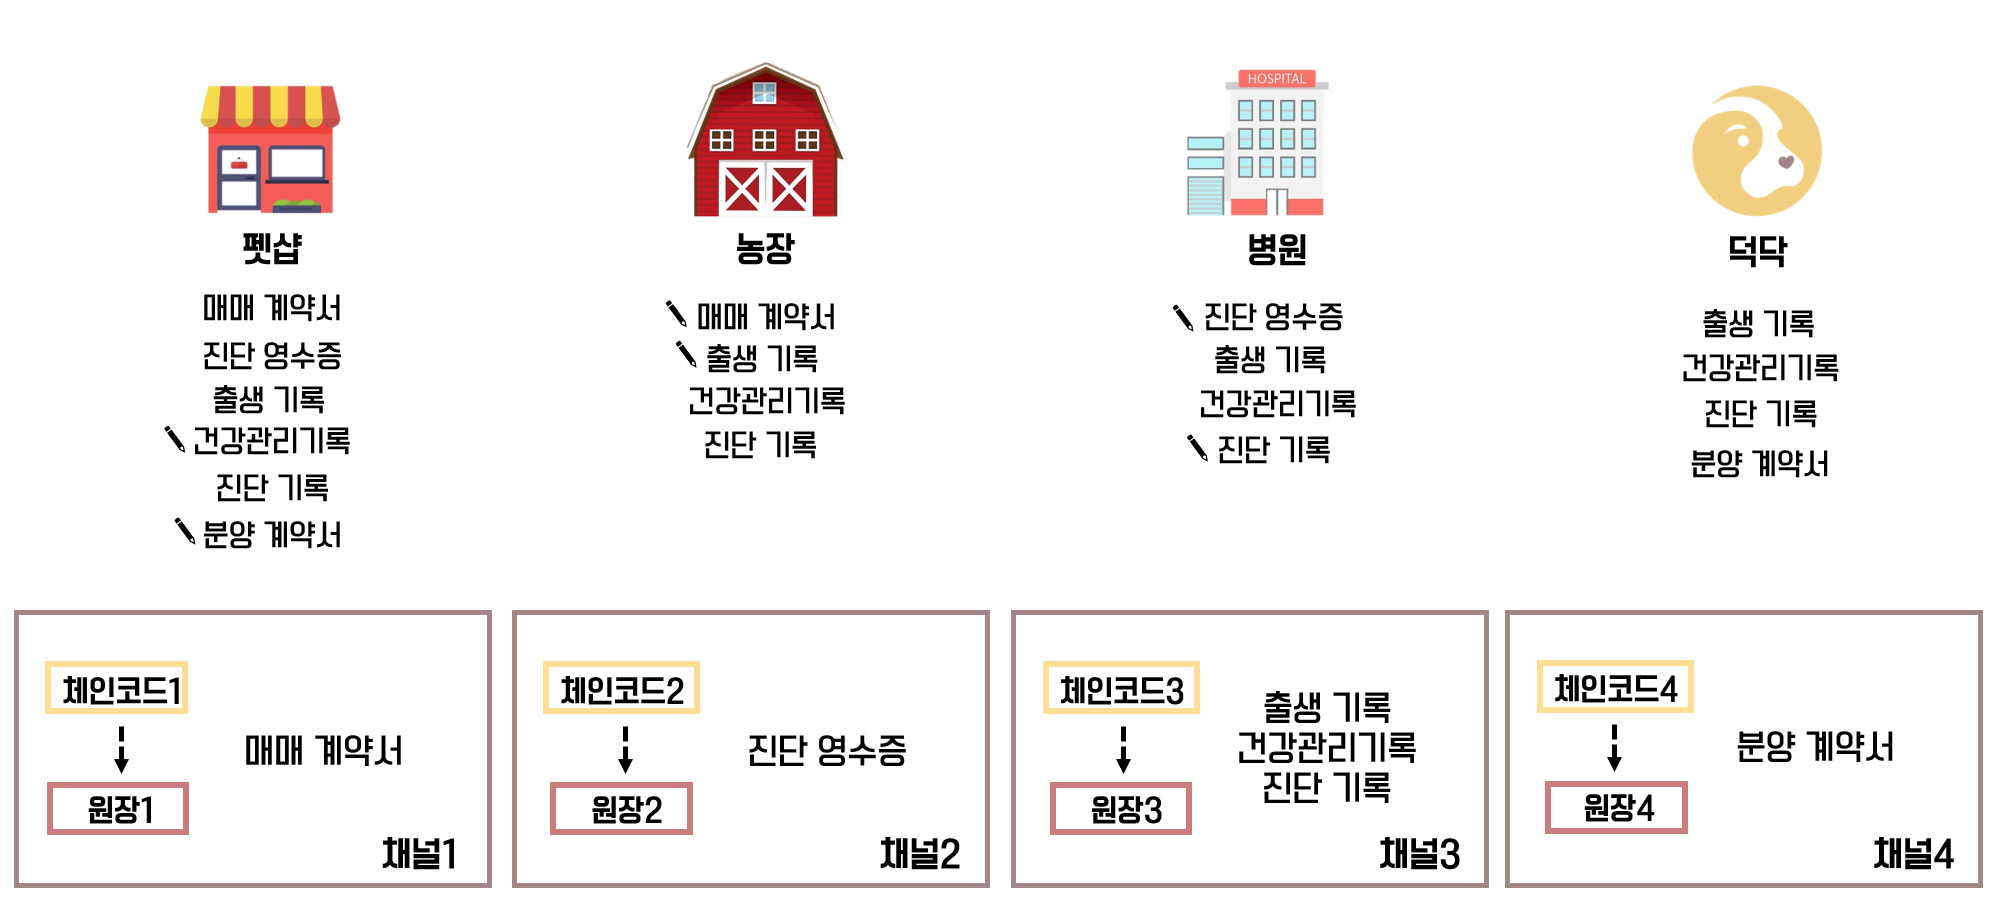 HOSPITAL
펫샵
매매 계약서
진단 영수증
출생 기록
건강관리기록
진단 기록
분양 계약서
농장
매매 계약서
출생 기록
건강관리기록
진단 기록
병원
진단 영수증
출생 기록
건강관리기록
진단 기록
덕닥
출생 기록
건강관리기록
진단 기록
분양 계약서
체인코드1
원장1
매매 계약서
채널1
체인코드2
원장2
진단 영수증
채널2
체인코드3
원장3
출생 기록
건강관리기록
진단 기록
채널3
체인코드4
원장4
분양 계약서
채널4